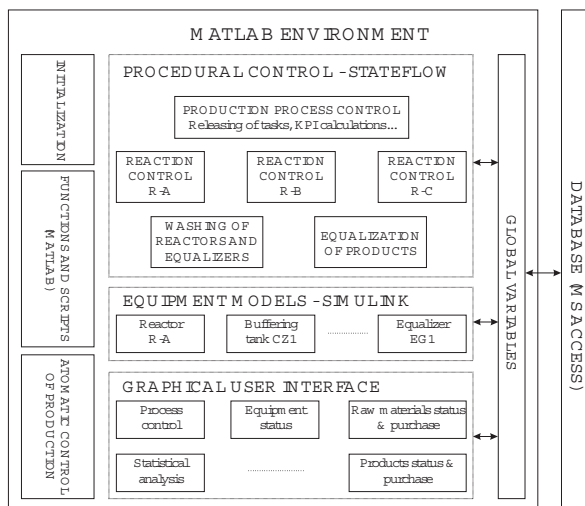 MATLAB ENVIRONMENT
INITIALIZATION
FUNCTIONS AND SCRIPTS
(MATLAB)
ATOMATIC CONTROL
OF PRODUCTION
PROCEDURAL CONTROL - STATEFLOW
PRODUCTION PROCESS CONTROL
Releasing of tasks, KPI calculations...
REACTION
CONTROL
R-A
REACTION
CONTROL
R-B
REACTION
CONTROL
R-C
WASHING OF
REACTORS AND
EQUALIZERS
EQUALIZATION
OF PRODUCTS
EQUIPMENT MODELS - SIMULINK
Reactor
R-A
Buffering
tank CZ1
Equalizer
EG1
GRAPHICAL USER INTERFACE
Process
control
Equipment
status
Raw materials status
& purchase
Statistical
analysis
Products status &
purchase
GLOBAL VARIABLES
DATABASE (MS ACCESS)